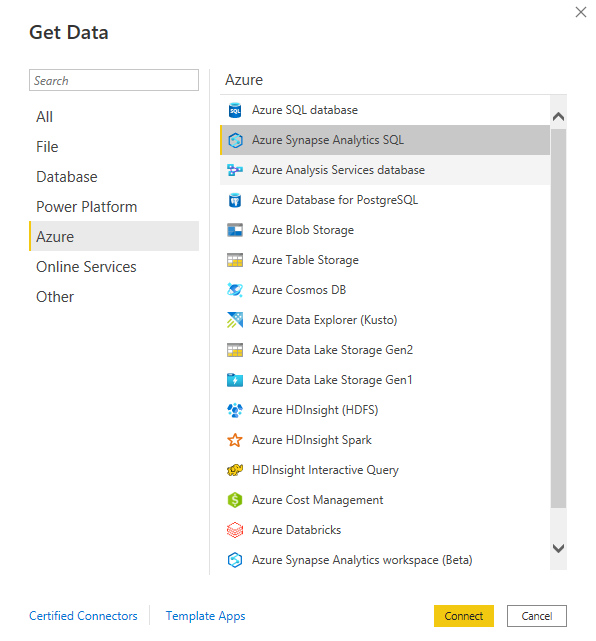 Get Data
Search
All
File
Database
Power Platform
Azure
Online Services
Other
Azure
Azure SQL database
Azure Synapse Analytics SQL
Azure Analysis Services database
Azure Database for PostgreSQL
Azure Blob Storage
Azure Table Storage
Azure Cosmos DB
Azure Data Explorer (Kusto)
Azure Data Lake Storage Gen2
Azure Data Lake Storage Gen1
Azure HDInsight (HDFS)
Azure HDInsight Spark
HDInsight Interactive Query
Azure Cost Management
Azure Databricks
Azure Synapse Analytics workspace (Beta)
Certified Connectors
Template Apps
Connect
Cancel